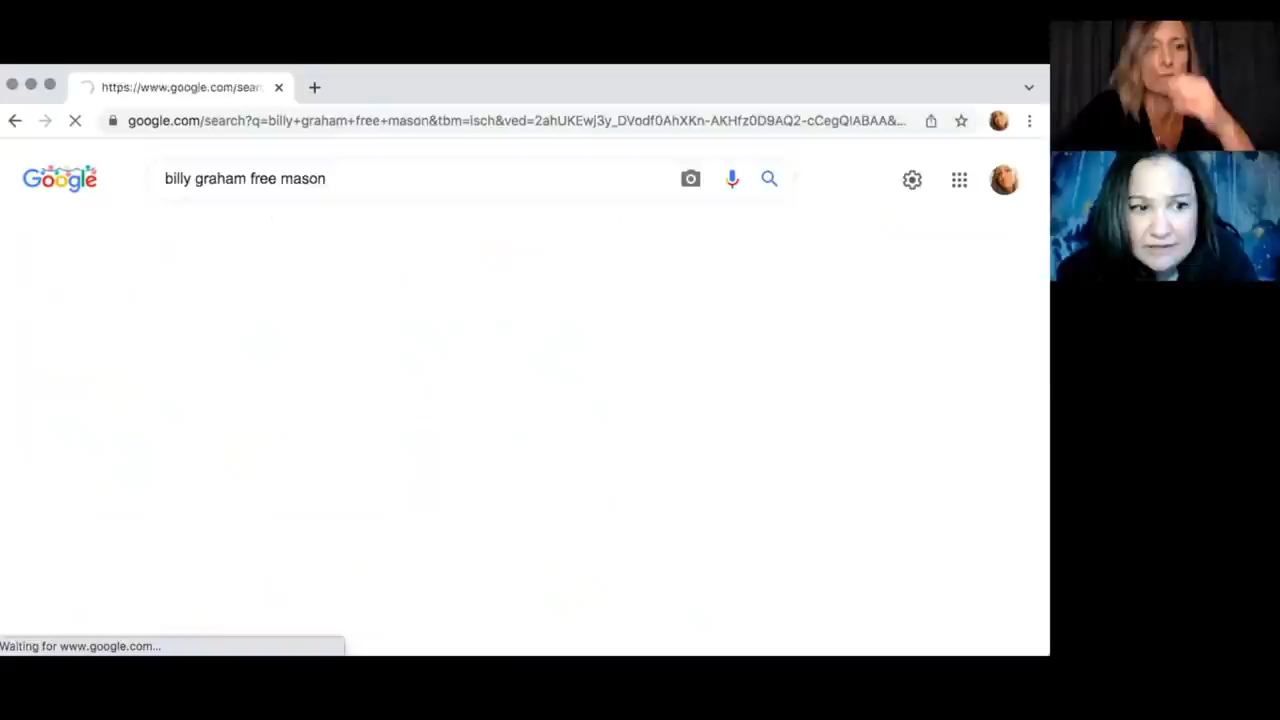 https://www.google.com/sear
google.com/search?q=billy+graham+free+mason&tbm=isch&ved=2ahUKEwj3y_DVodf0AhXKn-AKHfz0D9AQ2-cCegQIABAA&...
Google
billy graham free mason
Waiting for www.google.com...